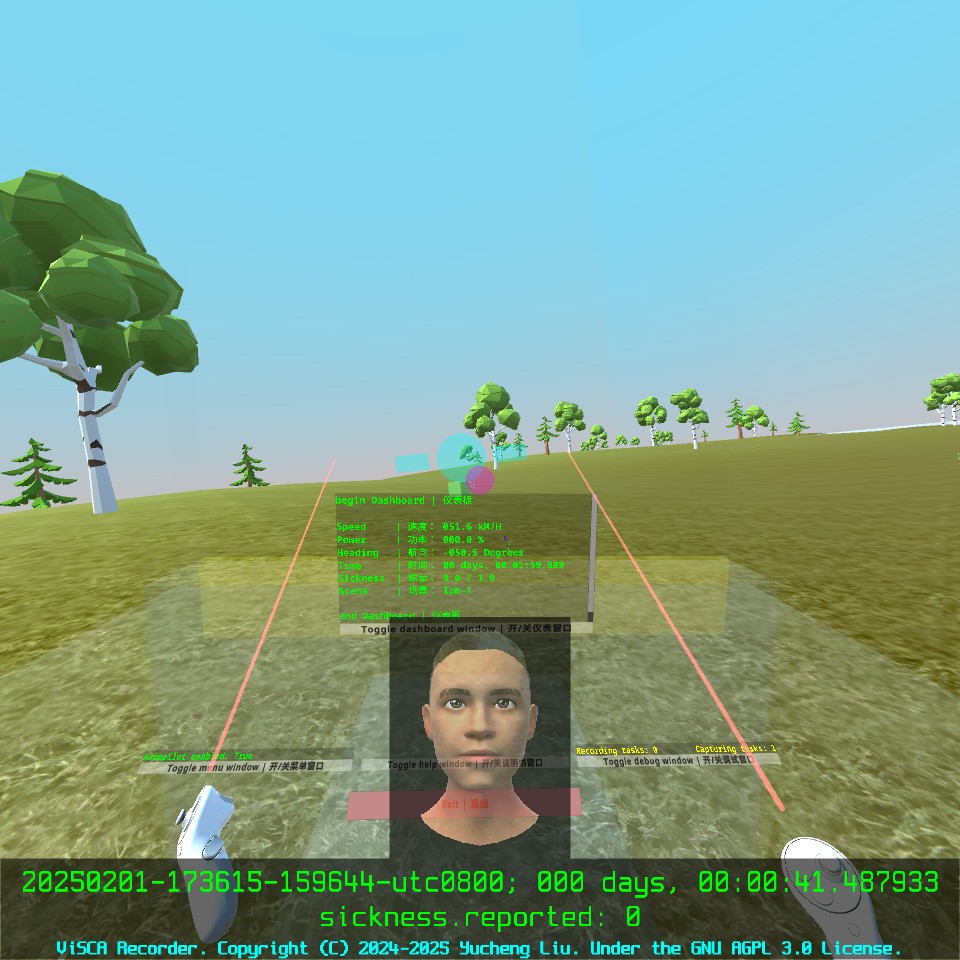 begin Dashboard | 仪表板
Speed | 速度: 051.6 kM/H
Power | 功率: 000.0 %
Heading | 航向: -050.5 Degrees
Time | 时间: 00 days, 00:01:59.889
Sickness | 眩晕: 0.0 / 1.0
Scene | 场景: Ipb-1
end Dashboard | 仪表板
Toggle dashboard window | 开/关仪表窗口
Autopilot enabled: True
Toggle menu window | 开/关菜单窗口
Toggle help window | 开/关说明书窗口
Recording tasks: 0 Capturing tasks: 1
Toggle debug window | 开/关调试窗口
Exit | 退出
20250201-173615-159644-utc0800; 000 days, 00:00:41.487933
sickness.reported: 0
ViSCA Recorder. Copyright (C) 2024-2025 Yucheng Liu. Under the GNU AGPL 3.0 License.